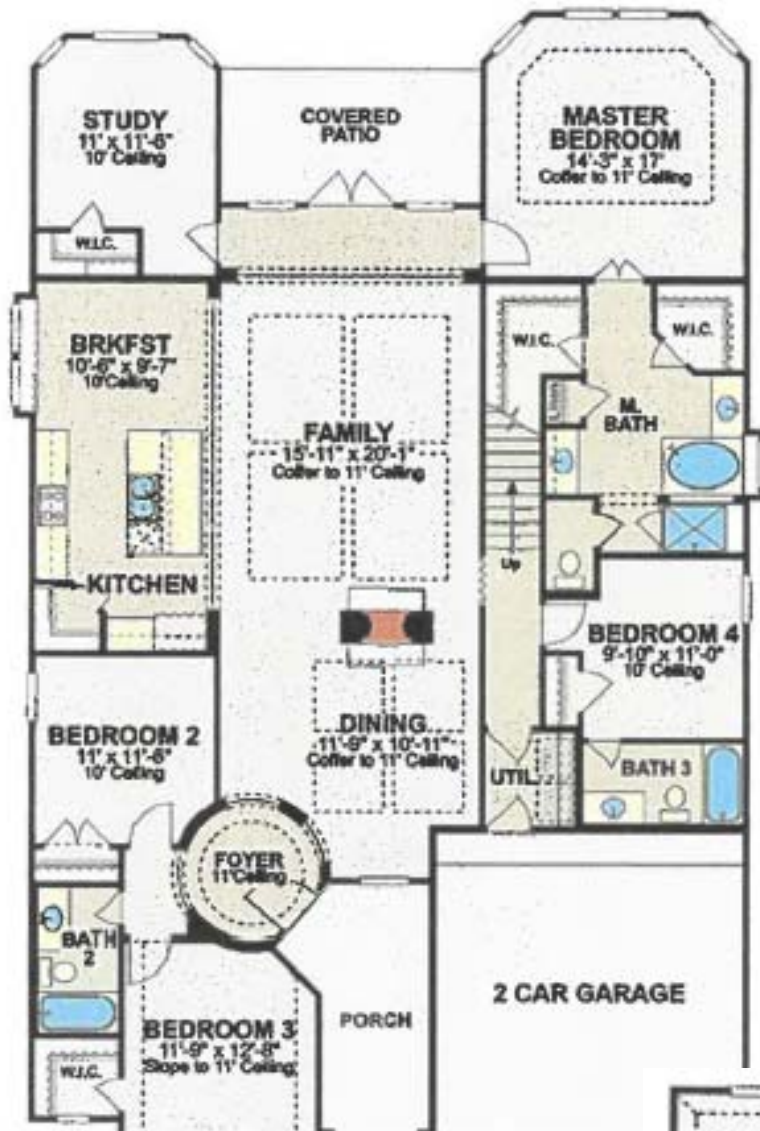 STUDY
11' x 11'-6"
10' Ceiling
W.I.C.
COVERED
PATIO
MASTER
BEDROOM
14'-3" x 17'
Coffer to 11' Ceiling
BRKFST
10'-6" x 9'-7"
10' Ceiling
W.I.C.
W.I.C.
M.
BATH
FAMILY
15'-11" x 20'-1"
Coffer to 11' Ceiling
Up
KITCHEN
BEDROOM 4
9'-10" x 11'-0"
10' Ceiling
BEDROOM 2
11' x 11'-6"
10' Ceiling
DINING
11'-9" x 10'-11"
Coffer to 11' Ceiling
UTIL.
BATH 3
FOYER
11' Ceiling
BATH
2
BEDROOM 3
11'-9" x 12'-8"
Slope to 11' Ceiling
W.I.C.
PORCH
2 CAR GARAGE